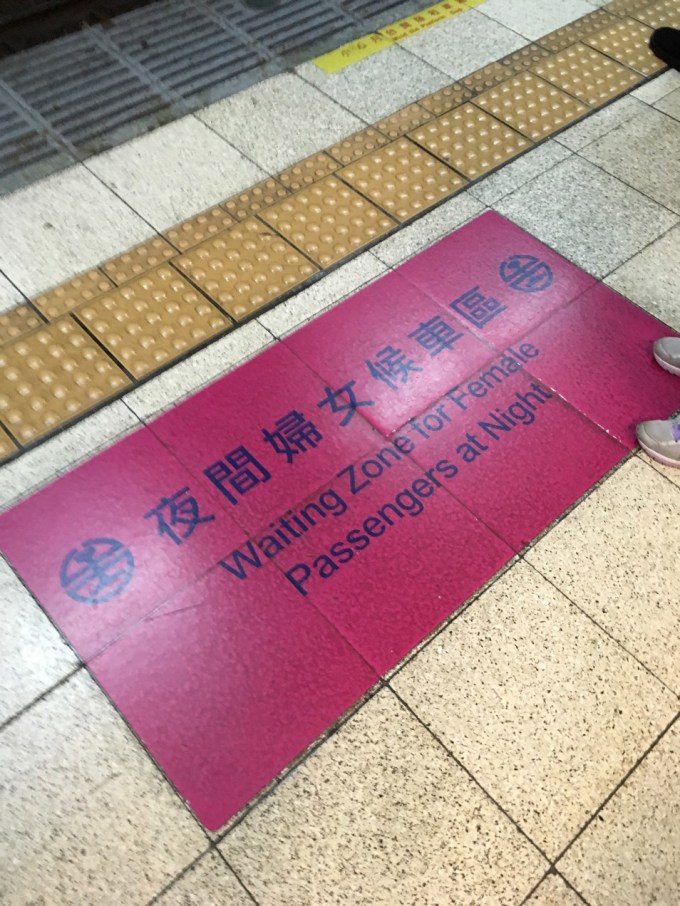 夜間婦女候車區
Waiting Zone for Female
Passengers at Night